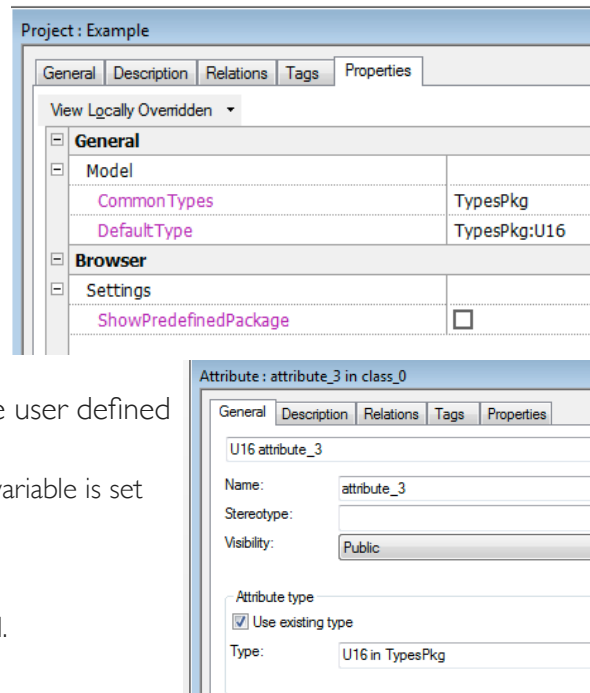 Project : Example
General Description Relations Tags Properties
View Locally Overridden
General
Model
CommonTypes TypesPkg
DefaultType TypesPkg:U16
Browser
Settings
ShowPredefinedPackage
user defined
variable is set
Attribute : attribute_3 in class_0
General Description Relations Tags Properties
U16 attribute_3
Name: attribute_3
Stereotype:
Visibility: Public
Attribute type
Use existing type
Type: U16 in TypesPkg